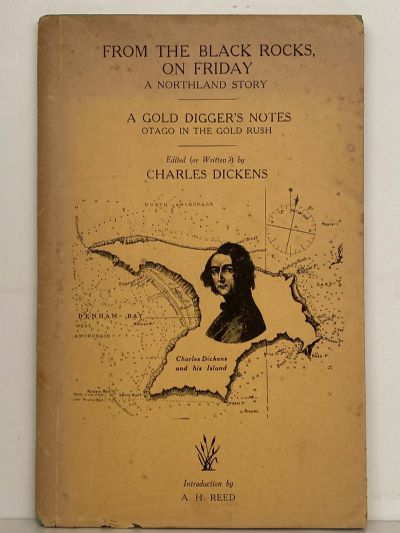 FROM THE BLACK ROCKS,
ON FRIDAY
A NORTHLAND STORY
A GOLD DIGGER'S NOTES
OTAGO IN THE GOLD RUSH
Edited (or Written?) by
CHARLES DICKENS
NORTH ANCHORAGE
DENHAM BAY
WEST
ANCHORAGE
Charles Dickens
and his Island
Introduction by
A. H. REED